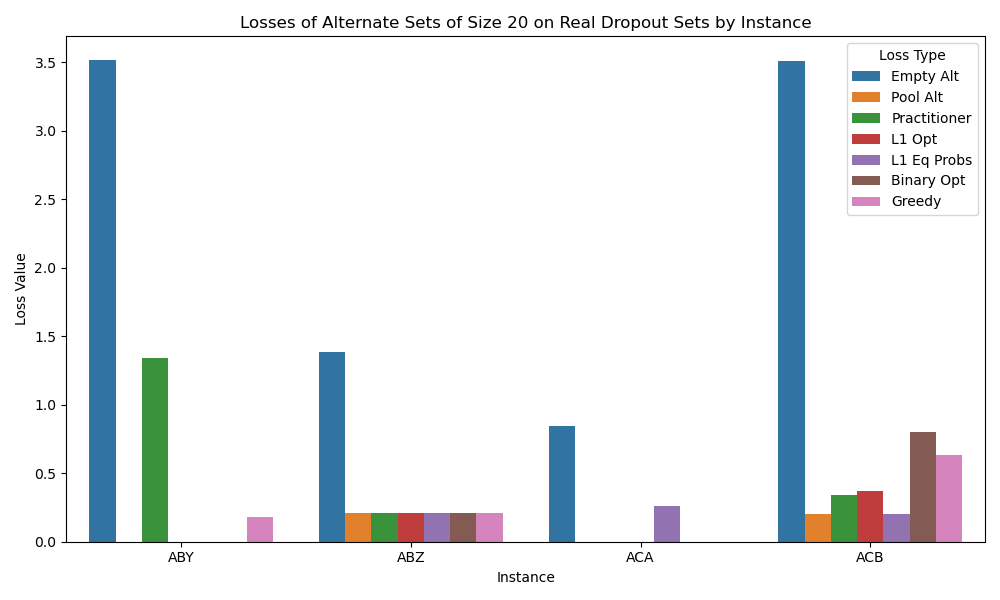 Losses of Alternate Sets of Size 20 on Real Dropout Sets by Instance
Loss Type
Empty Alt
Pool Alt
Practitioner
L1 Opt
L1 Eq Probs
Binary Opt
Greedy
Loss Value
3.5
3.0
2.5
2.0
1.5
1.0
0.5
0.0
ABY
ABZ
ACA
ACB
Instance